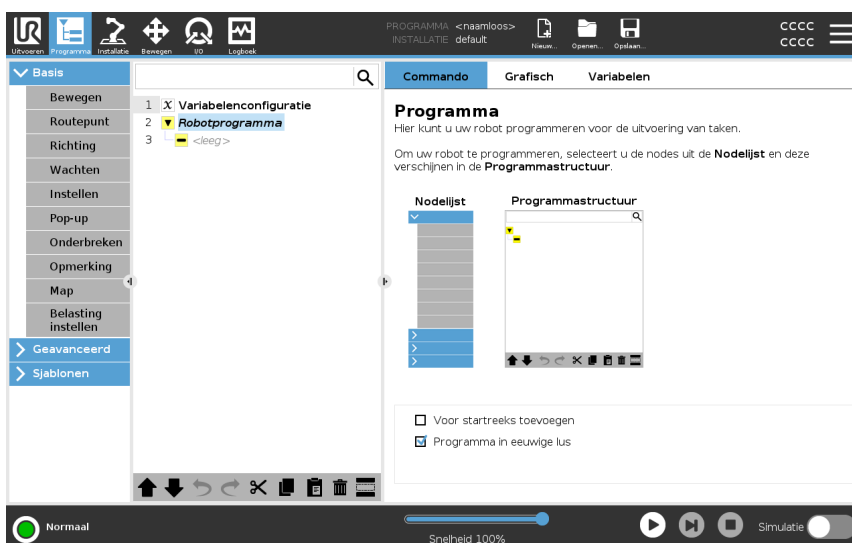 UR
Uitvoeren
Programma
Installatie
Bewegen
I/O
Logboek
PROGRAMMA <naamloos>
INSTALLATIE default
Nieuw...
Openen...
Opslaan...
cccc
cccc
Basis
Bewegen
Routepunt
Richting
Wachten
Instellen
Pop-up
Onderbreken
Opmerking
Map
Belasting
instellen
Geavanceerd
Sjablonen
1 X Variabelenconfiguratie
2 Robotprogramma
3 <leeg>
Commando
Grafisch
Variabelen
Programma
Hier kunt u uw robot programmeren voor de uitvoering van taken.
Om uw robot te programmeren, selecteert u de nodes uit de Nodelijst en deze
verschijnen in de Programmastructuur.
Nodelijst
Programmastructuur
Voor startreeks toevoegen
Programma in eeuwige lus
Normaal
Snelheid 100%
Simulatie